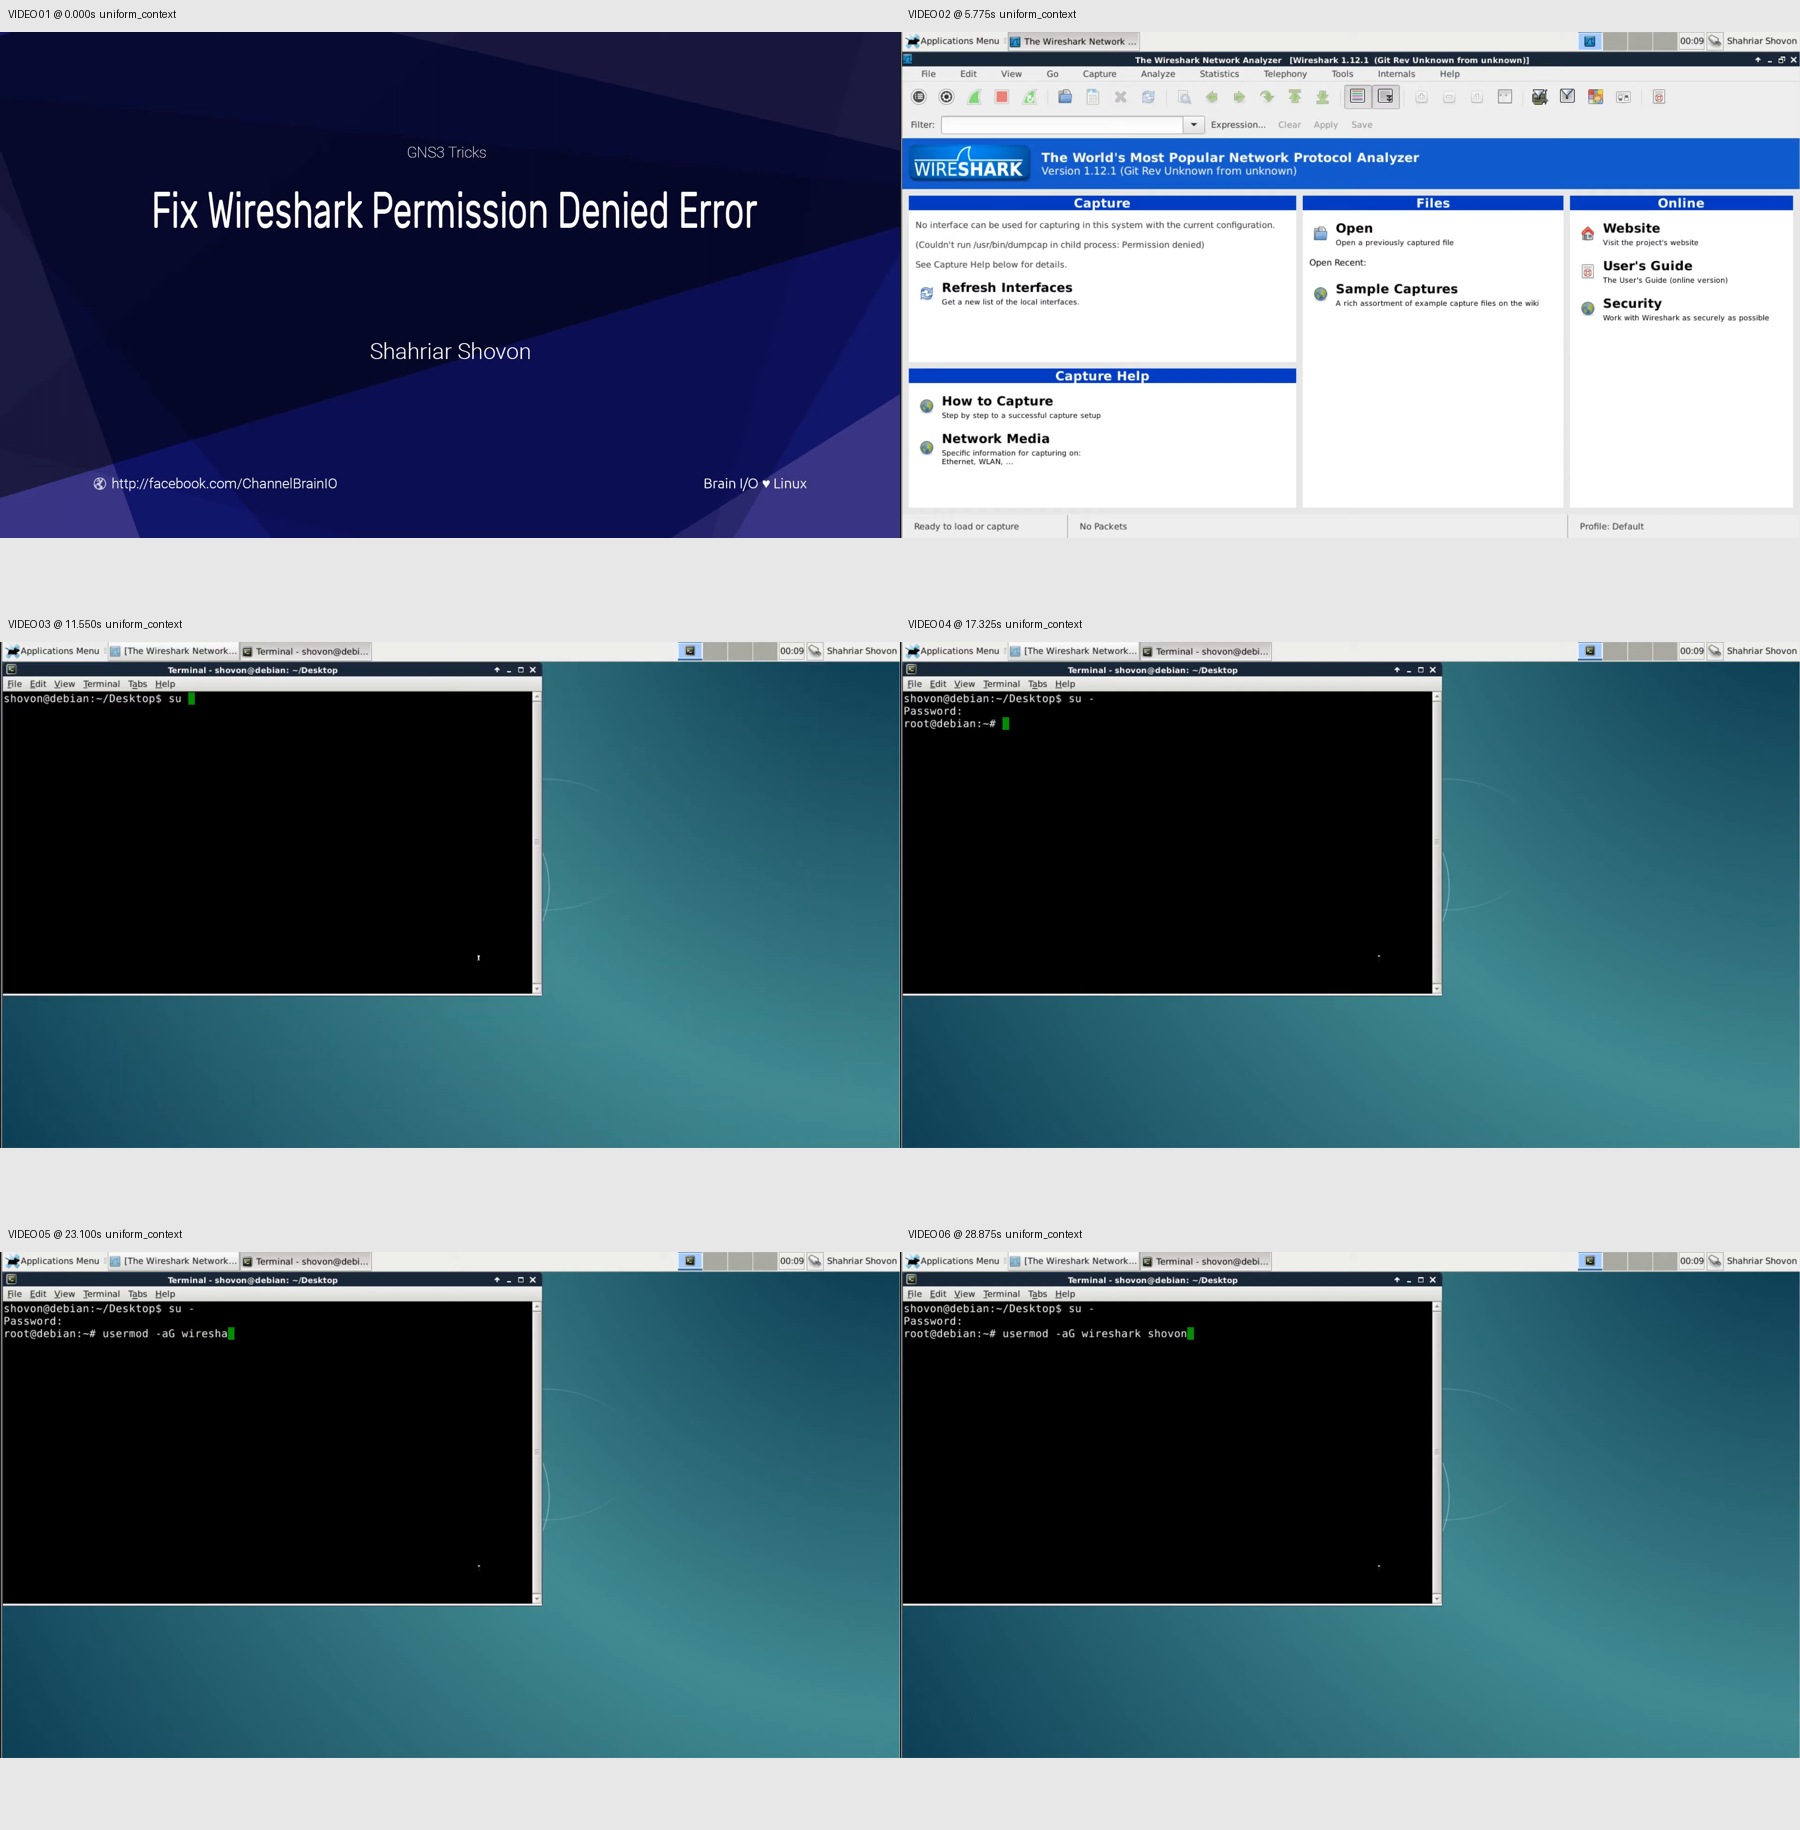 VIDEO01 @ 0.000s uniform_context
GNS3 Tricks
Fix Wireshark Permission Denied Error
Shahriar Shovon
http://facebook.com/ChannelBrainIO
Brain I/O ♥ Linux
VIDEO02 @ 5.775s uniform_context
Applications Menu
The Wireshark Network ...
00:09
Shahriar Shovon
The Wireshark Network Analyzer [Wireshark 1.12.1 (Git Rev Unknown from unknown)]
File Edit View Go Capture Analyze Statistics Telephony Tools Internals Help
Filter:
Expression... Clear Apply Save
WIRESHARK
The World's Most Popular Network Protocol Analyzer
Version 1.12.1 (Git Rev Unknown from unknown)
Capture
No interface can be used for capturing in this system with the current configuration.
(Couldn't run /usr/bin/dumpcap in child process: Permission denied)
See Capture Help below for details.
Refresh Interfaces
Get a new list of the local interfaces.
Capture Help
How to Capture
Step by step to a successful capture setup
Network Media
Specific information for capturing on:
Ethernet, WLAN, ...
Files
Open
Open a previously captured file
Open Recent:
Sample Captures
A rich assortment of example capture files on the wiki
Online
Website
Visit the project's website
User's Guide
The User's Guide (online version)
Security
Work with Wireshark as securely as possible
Ready to load or capture
No Packets
Profile: Default
VIDEO03 @ 11.550s uniform_context
Applications Menu
[The Wireshark Network...
Terminal - shovon@debi...
00:09
Shahriar Shovon
Terminal - shovon@debian: ~/Desktop
File Edit View Terminal Tabs Help
shovon@debian:~/Desktop$ su
VIDEO04 @ 17.325s uniform_context
Applications Menu
[The Wireshark Network...
Terminal - shovon@debi...
00:09
Shahriar Shovon
Terminal - shovon@debian: ~/Desktop
File Edit View Terminal Tabs Help
shovon@debian:~/Desktop$ su -
Password:
root@debian:~#
VIDEO05 @ 23.100s uniform_context
Applications Menu
[The Wireshark Network...
Terminal - shovon@debi...
00:09
Shahriar Shovon
Terminal - shovon@debian: ~/Desktop
File Edit View Terminal Tabs Help
shovon@debian:~/Desktop$ su -
Password:
root@debian:~# usermod -aG wiresha
VIDEO06 @ 28.875s uniform_context
Applications Menu
[The Wireshark Network...
Terminal - shovon@debi...
00:09
Shahriar Shovon
Terminal - shovon@debian: ~/Desktop
File Edit View Terminal Tabs Help
shovon@debian:~/Desktop$ su -
Password:
root@debian:~# usermod -aG wireshark shovon